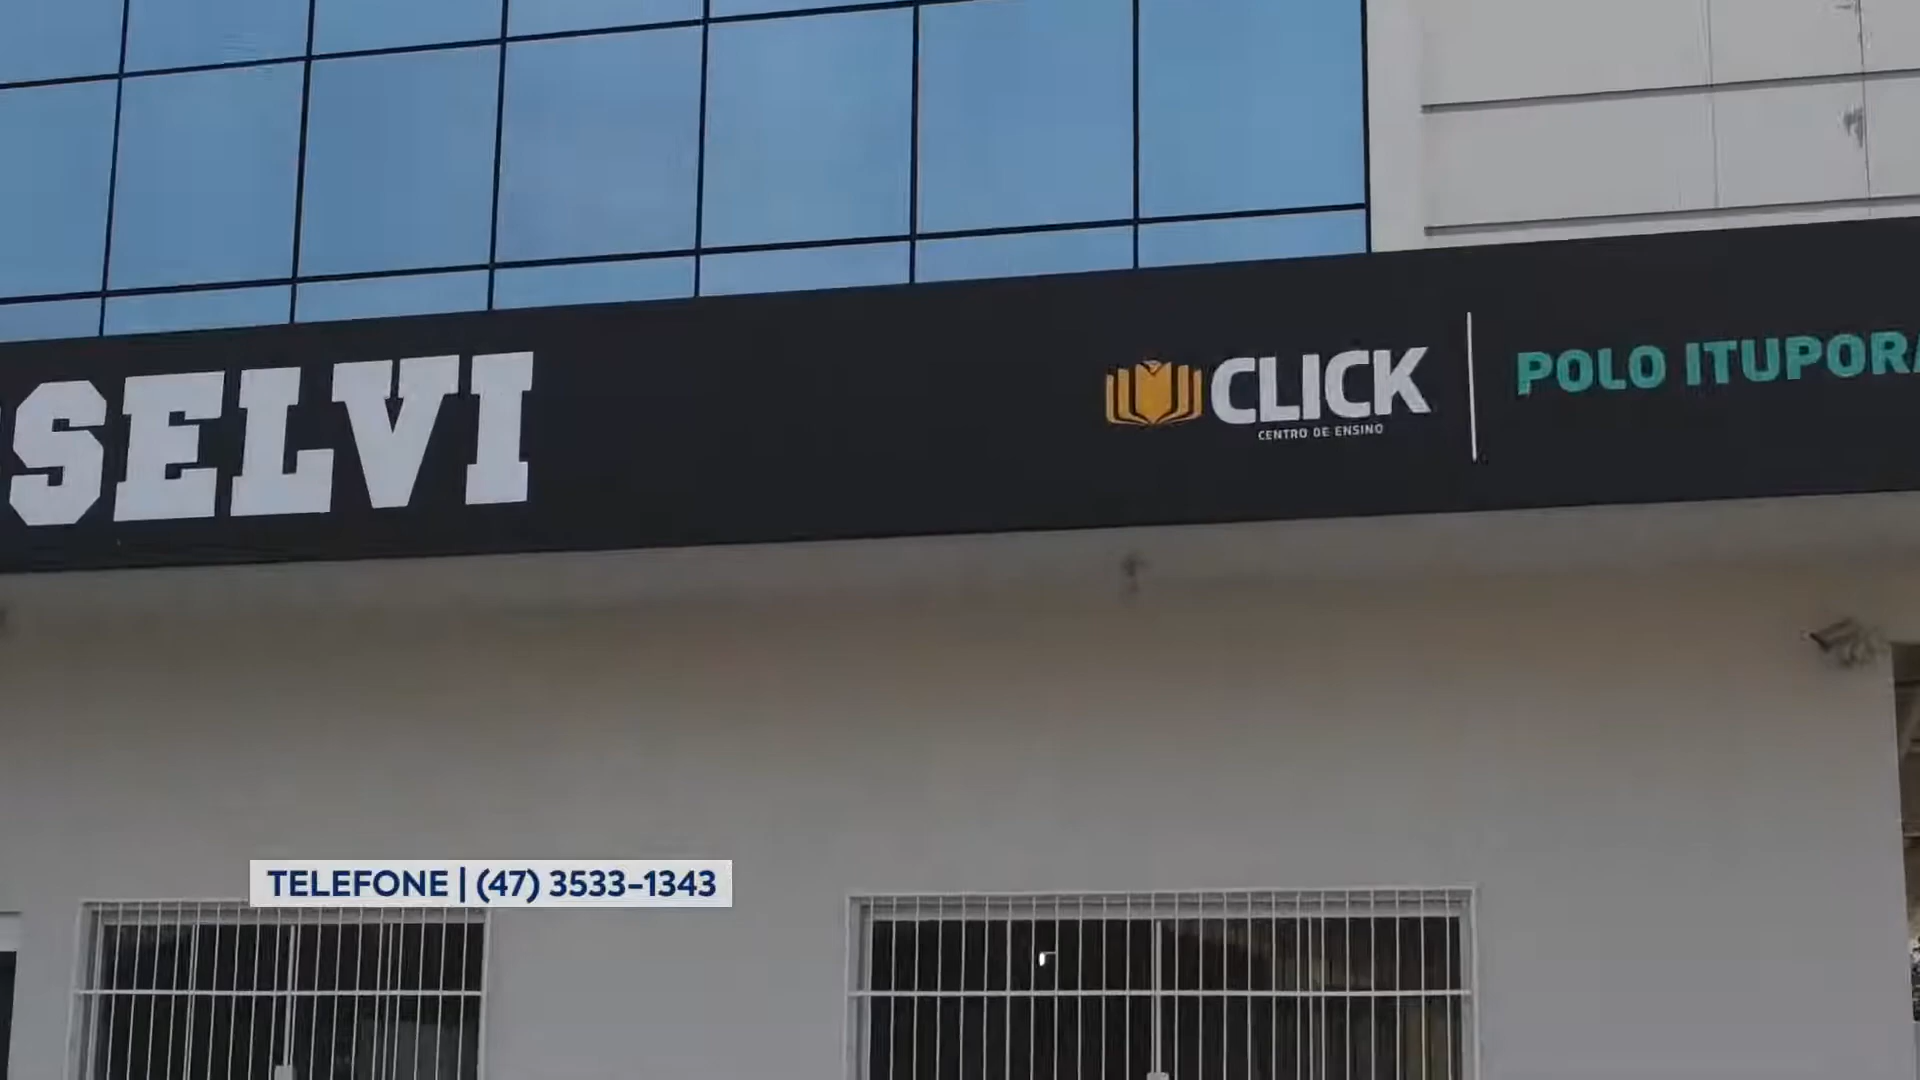 SELVI
CLICK
CENTRO DE ENSINO
POLO ITUPORA
TELEFONE | (47) 3533-1343